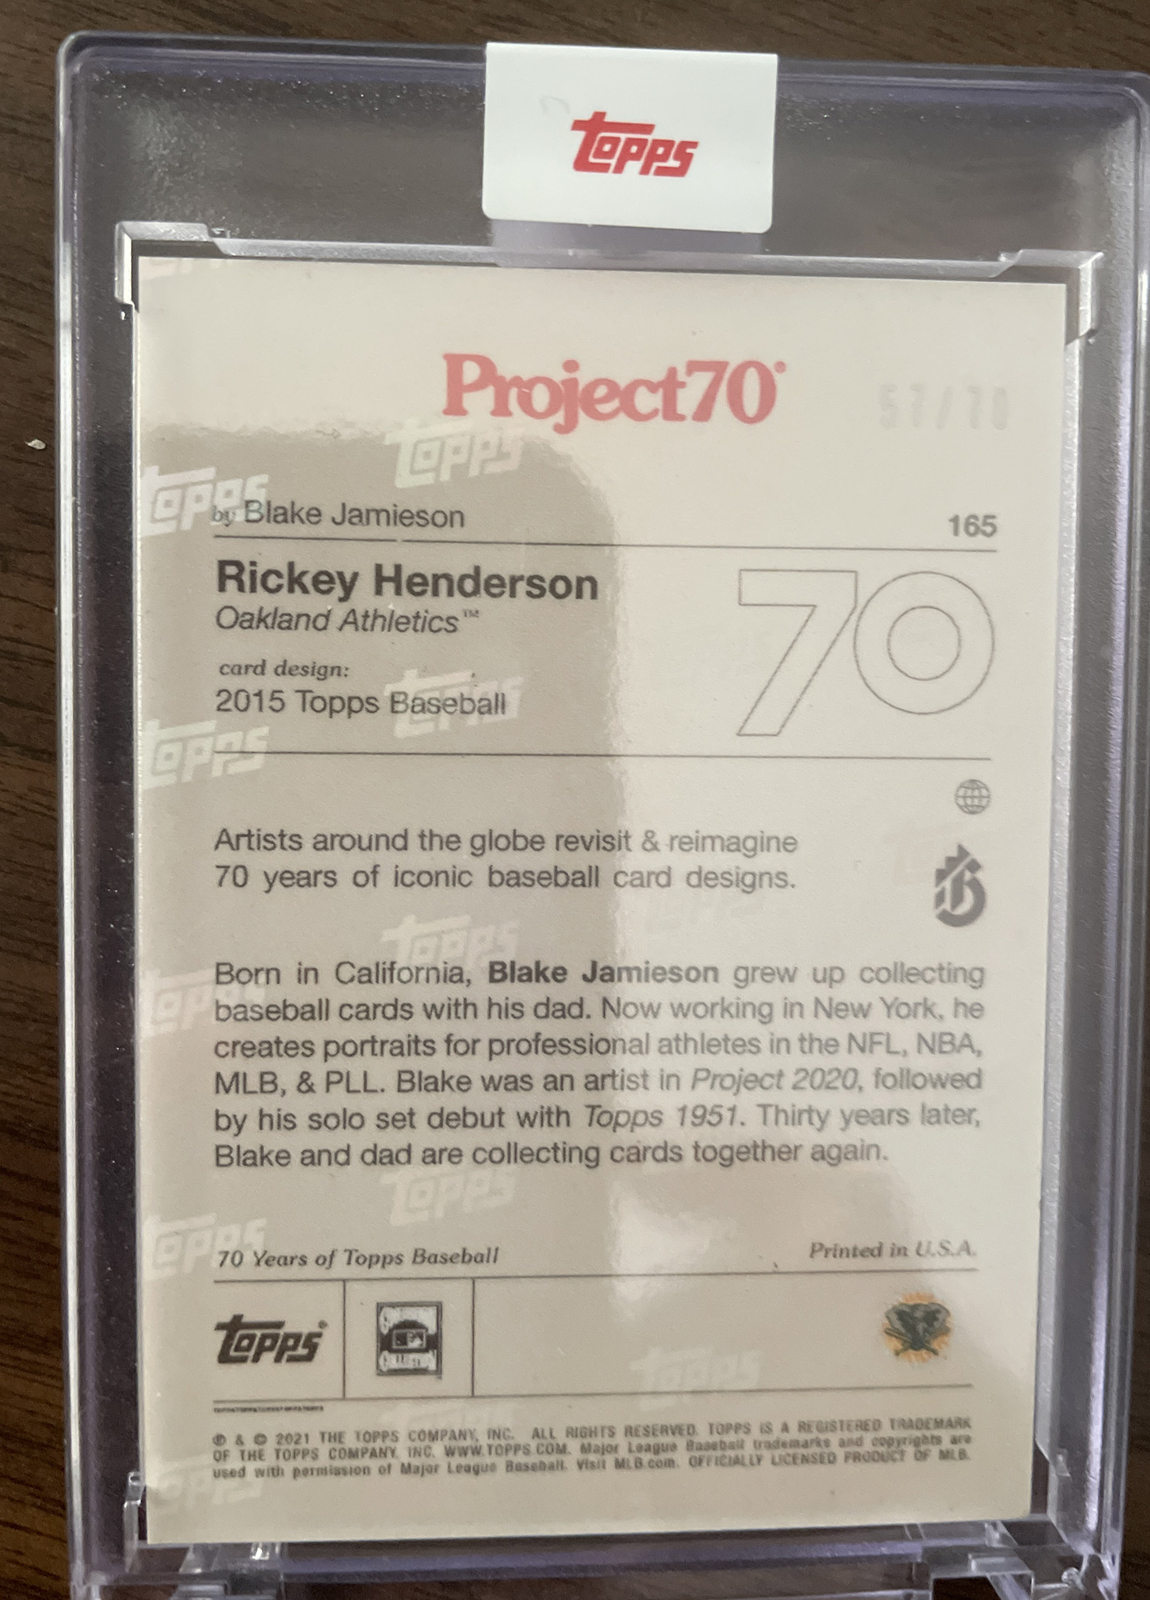 Topps
Project70®
57/70
by Blake Jamieson
165
Rickey Henderson
Oakland Athletics™
70
card design:
2015 Topps Baseball
Artists around the globe revisit & reimagine
70 years of iconic baseball card designs.
Born in California, Blake Jamieson grew up collecting
baseball cards with his dad. Now working in New York, he
creates portraits for professional athletes in the NFL, NBA,
MLB, & PLL. Blake was an artist in Project 2020, followed
by his solo set debut with Topps 1951. Thirty years later,
Blake and dad are collecting cards together again.
70 Years of Topps Baseball
Printed in U.S.A.
Topps®
℗ & © 2021 THE TOPPS COMPANY, INC. ALL RIGHTS RESERVED. TOPPS IS A REGISTERED TRADEMARK
OF THE TOPPS COMPANY, INC. WWW.TOPPS.COM. Major League Baseball trademarks and copyrights are
used with permission of Major League Baseball. Visit MLB.com. OFFICIALLY LICENSED PRODUCT OF MLB.